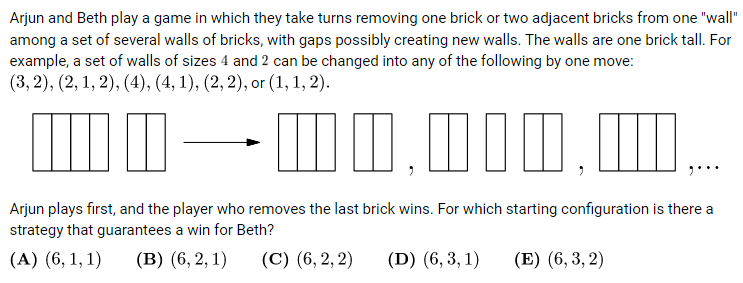 Arjun and Beth play a game in which they take turns removing one brick or two adjacent bricks from one "wall"
among a set of several walls of bricks, with gaps possibly creating new walls. The walls are one brick tall. For
example, a set of walls of sizes 4 and 2 can be changed into any of the following by one move:
(3, 2), (2, 1, 2), (4), (4, 1), (2, 2), or (1, 1, 2).
, , , ...
Arjun plays first, and the player who removes the last brick wins. For which starting configuration is there a
strategy that guarantees a win for Beth?
(A) (6, 1, 1) (B) (6, 2, 1) (C) (6, 2, 2) (D) (6, 3, 1) (E) (6, 3, 2)